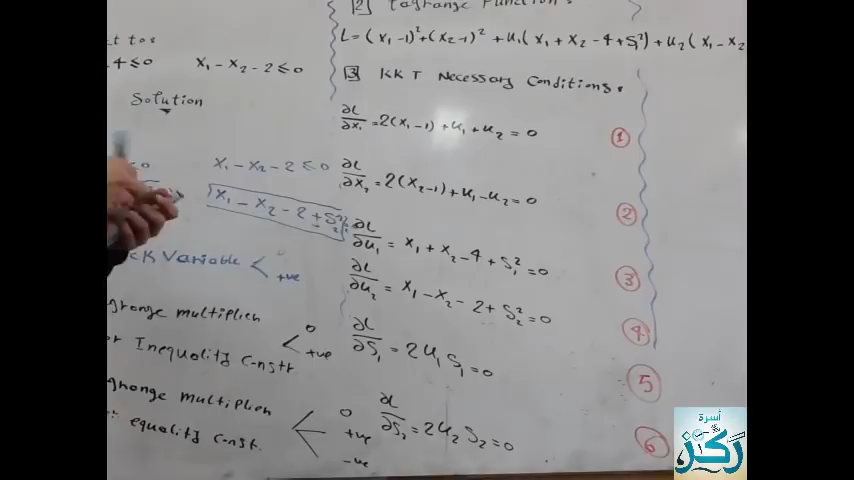 [2] Lagrange Function:
L=(x₁-1)²+(x₂-1)²+u₁(x₁+x₂-4+S₁²)+u₂(x₁-x₂
4≤0 x₁-x₂-2≤0
Solution
[3] KKT Necessary Conditions.
∂L/∂x₁=2(x₁-1)+u₁+u₂=0 ①
≤0 x₁-x₂-2≤0
∂L/∂x₂=2(x₂-1)+u₁-u₂=0 ②
x₁-x₂-2+S₂²
∂L/∂u₁=x₁+x₂-4+S₁²=0 ③
Variable < 0 +ve
∂L/∂u₂=x₁-x₂-2+S₂²=0 ④
grange multiplier
Inequality Constr < 0 +ve
∂L/∂S₁=2u₁S₁=0 ⑤
grange multiplier
equality const. < 0 +ve -ve
∂L/∂S₂=2u₂S₂=0 ⑥
أسرة
ركز